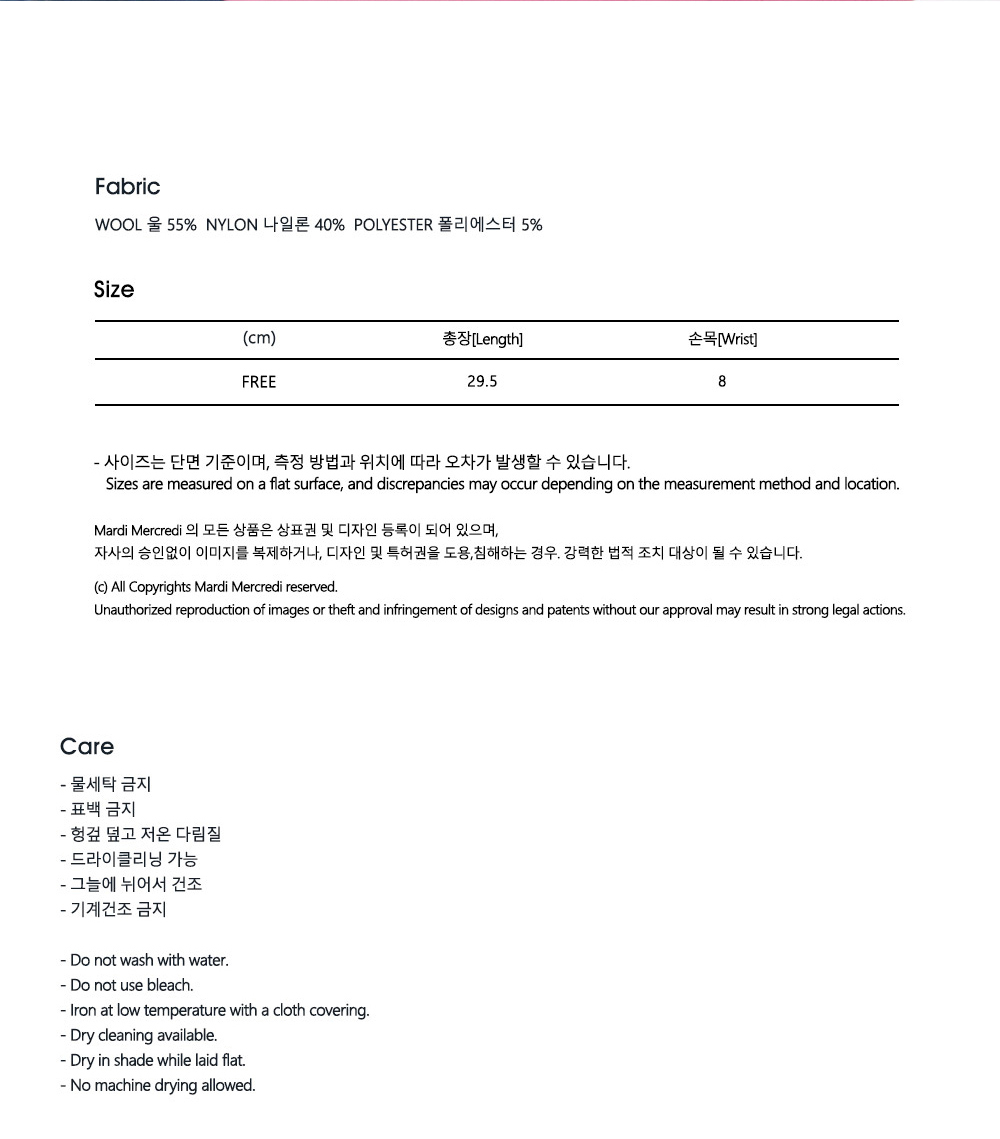 Fabric
WOOL 울 55%  NYLON 나일론 40%  POLYESTER 폴리에스터 5%
Size
(cm) 총장[Length] 손목[Wrist]
FREE 29.5 8
- 사이즈는 단면 기준이며, 측정 방법과 위치에 따라 오차가 발생할 수 있습니다.
Sizes are measured on a flat surface, and discrepancies may occur depending on the measurement method and location.
Mardi Mercredi 의 모든 상품은 상표권 및 디자인 등록이 되어 있으며,
자사의 승인없이 이미지를 복제하거나, 디자인 및 특허권을 도용,침해하는 경우. 강력한 법적 조치 대상이 될 수 있습니다.
(c) All Copyrights Mardi Mercredi reserved.
Unauthorized reproduction of images or theft and infringement of designs and patents without our approval may result in strong legal actions.
Care
- 물세탁 금지
- 표백 금지
- 헝겊 덮고 저온 다림질
- 드라이클리닝 가능
- 그늘에 뉘어서 건조
- 기계건조 금지
- Do not wash with water.
- Do not use bleach.
- Iron at low temperature with a cloth covering.
- Dry cleaning available.
- Dry in shade while laid flat.
- No machine drying allowed.